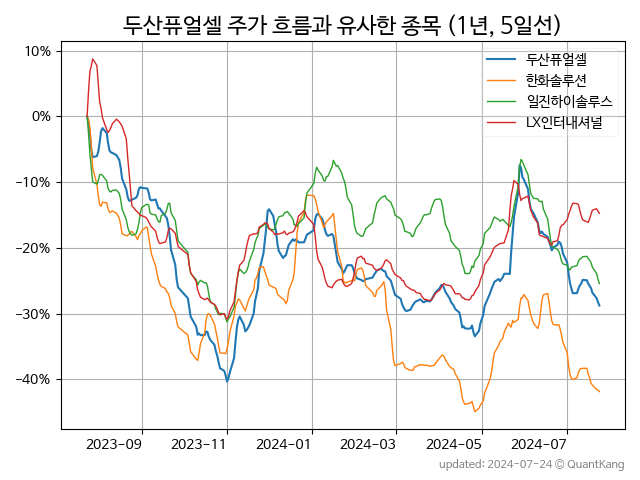 두산퓨얼셀 주가 흐름과 유사한 종목 (1년, 5일선)
두산퓨얼셀
한화솔루션
일진하이솔루스
LX인터내셔널
10%
0%
−10%
−20%
−30%
−40%
2023-09
2023-11
2024-01
2024-03
2024-05
2024-07
updated: 2024-07-24 © QuantKang